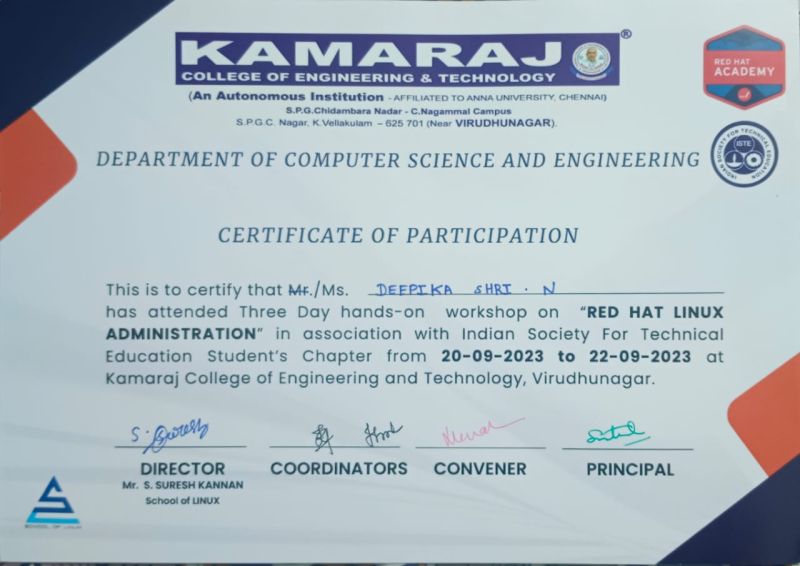 KAMARAJ ®
COLLEGE OF ENGINEERING & TECHNOLOGY
(An Autonomous Institution - AFFILIATED TO ANNA UNIVERSITY, CHENNAI)
S.P.G.Chidambara Nadar - C.Nagammal Campus
S.P.G.C. Nagar, K.Vellakulam - 625 701 (Near VIRUDHUNAGAR).
RED HAT
ACADEMY
INDIAN SOCIETY FOR TECHNICAL EDUCATION
ISTE
DEPARTMENT OF COMPUTER SCIENCE AND ENGINEERING
CERTIFICATE OF PARTICIPATION
This is to certify that Mr./Ms. DEEPIKA SHRI . N
has attended Three Day hands-on workshop on “RED HAT LINUX
ADMINISTRATION” in association with Indian Society For Technical
Education Student's Chapter from 20-09-2023 to 22-09-2023 at
Kamaraj College of Engineering and Technology, Virudhunagar.
S. Suresh
DIRECTOR COORDINATORS CONVENER PRINCIPAL
Mr. S. SURESH KANNAN
School of LINUX
SCHOOL OF LINUX